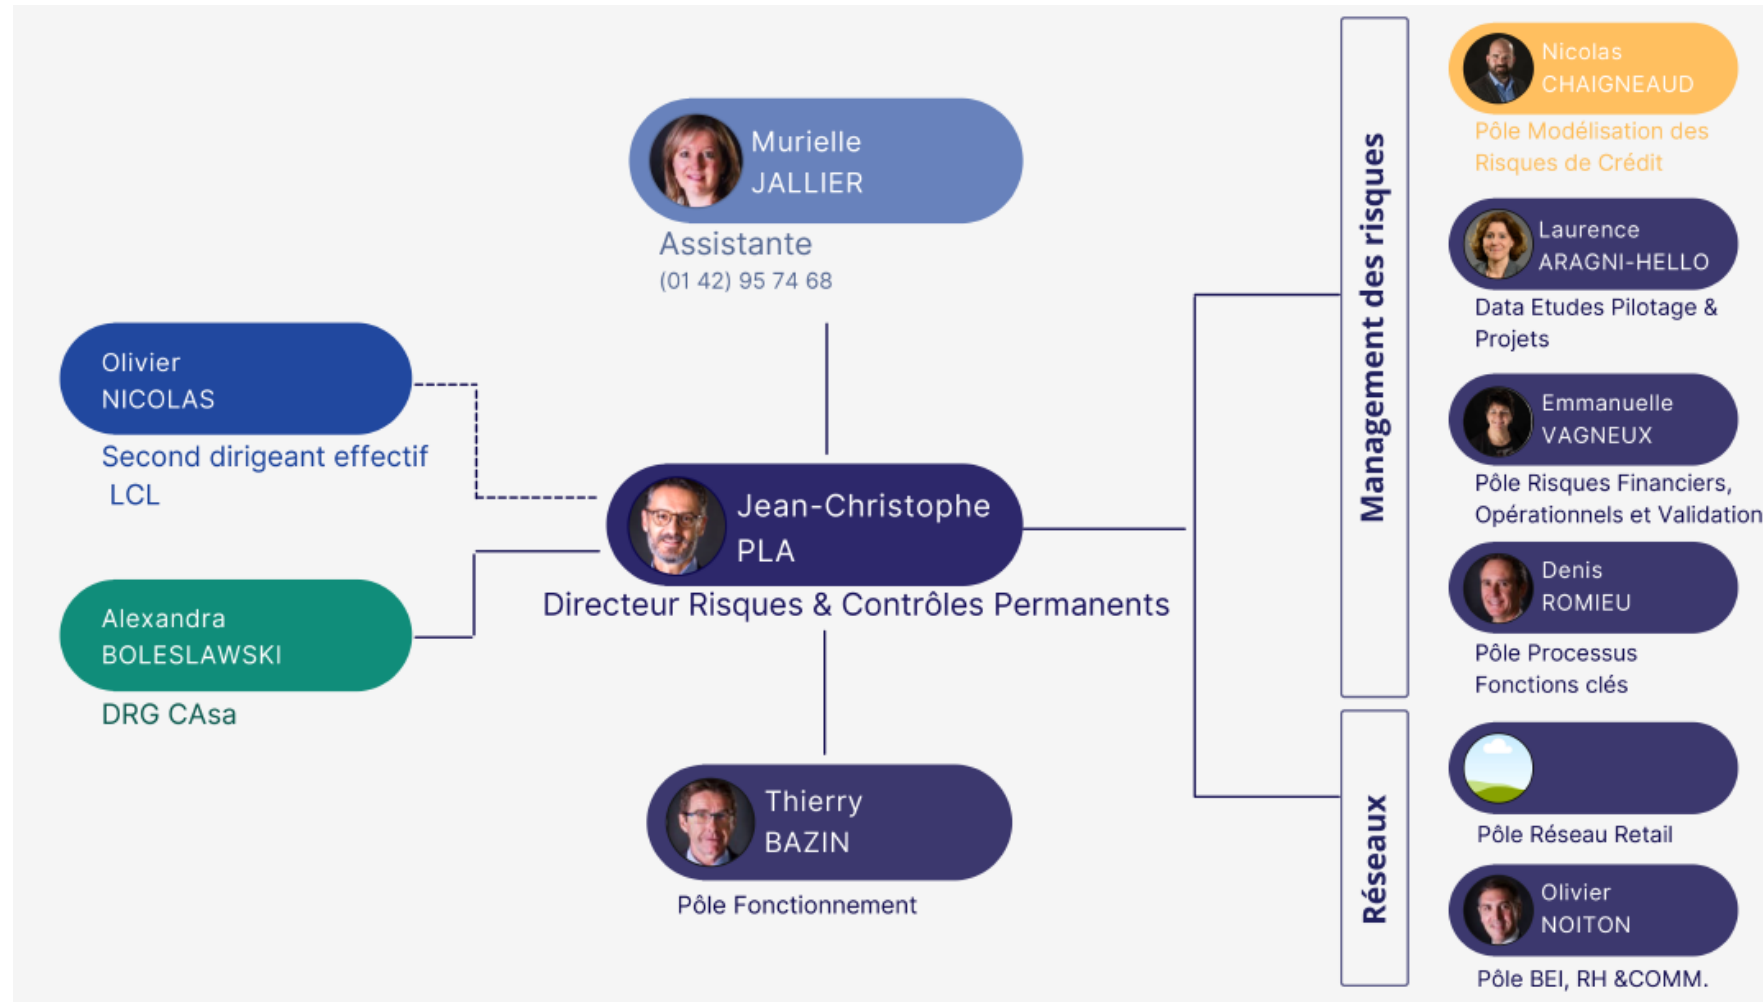 Murielle
JALLIER
Assistante
(01 42) 95 74 68
Olivier
NICOLAS
Second dirigeant effectif
LCL
Alexandra
BOLESLAWSKI
DRG CAsa
Jean-Christophe
PLA
Directeur Risques & Contrôles Permanents
Thierry
BAZIN
Pôle Fonctionnement
Management des risques
Nicolas
CHAIGNEAUD
Pôle Modélisation des
Risques de Crédit
Laurence
ARAGNI-HELLO
Data Etudes Pilotage &
Projets
Emmanuelle
VAGNEUX
Pôle Risques Financiers,
Opérationnels et Validation
Denis
ROMIEU
Pôle Processus
Fonctions clés
Réseaux
Pôle Réseau Retail
Olivier
NOITON
Pôle BEI, RH &COMM.